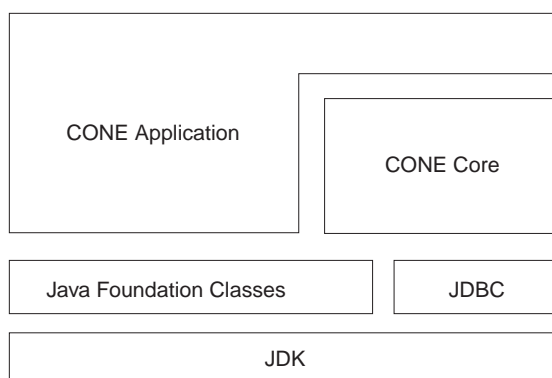 CONE Application
CONE Core
Java Foundation Classes
JDBC
JDK